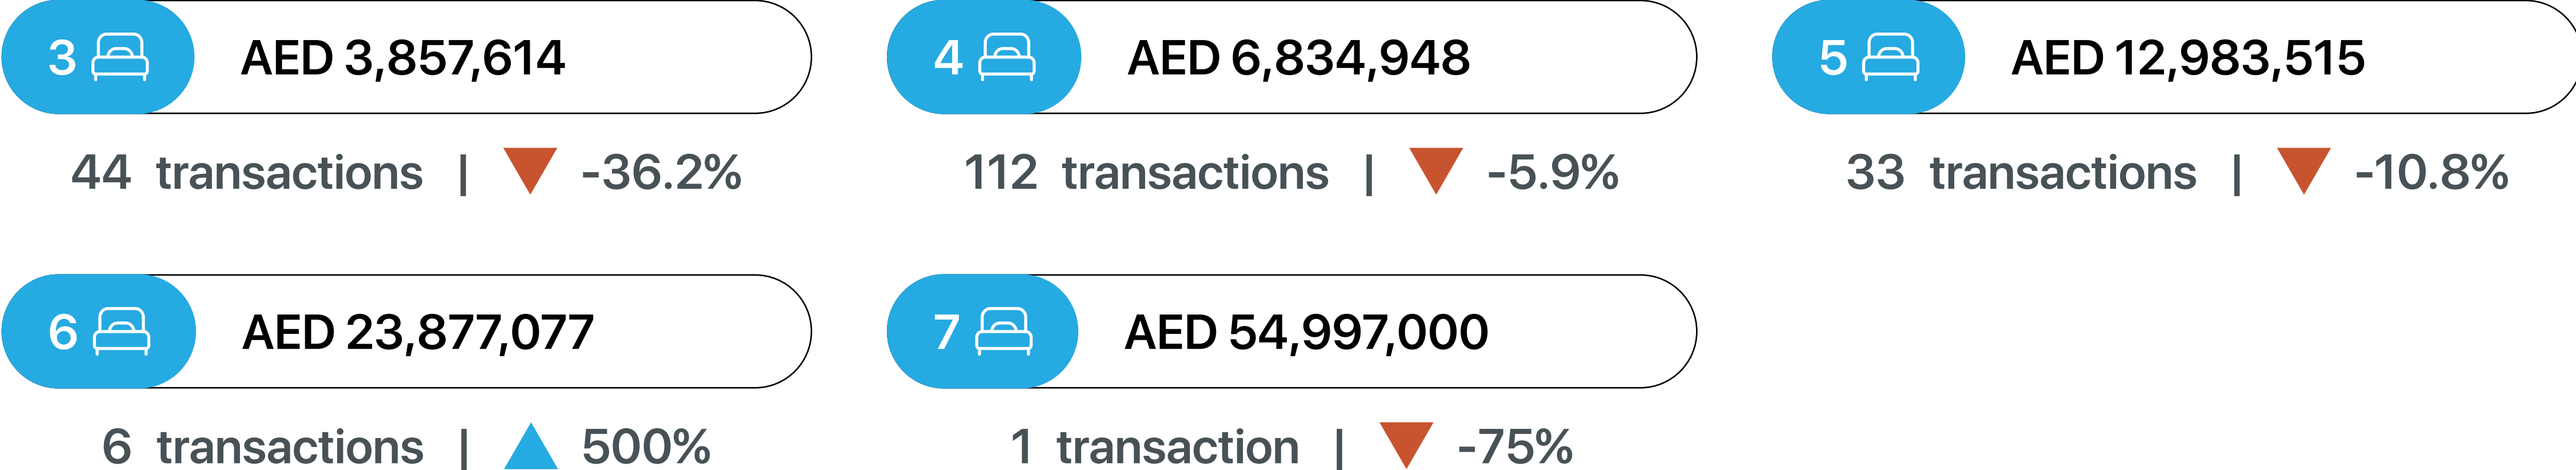 3 AED 3,857,614 4 AED 6,834,948 5 AED 12,983,515
44 transactions | -36.2% 112 transactions | -5.9% 33 transactions | -10.8%
6 AED 23,877,077 7 AED 54,997,000
6 transactions | 500% 1 transaction | -75%